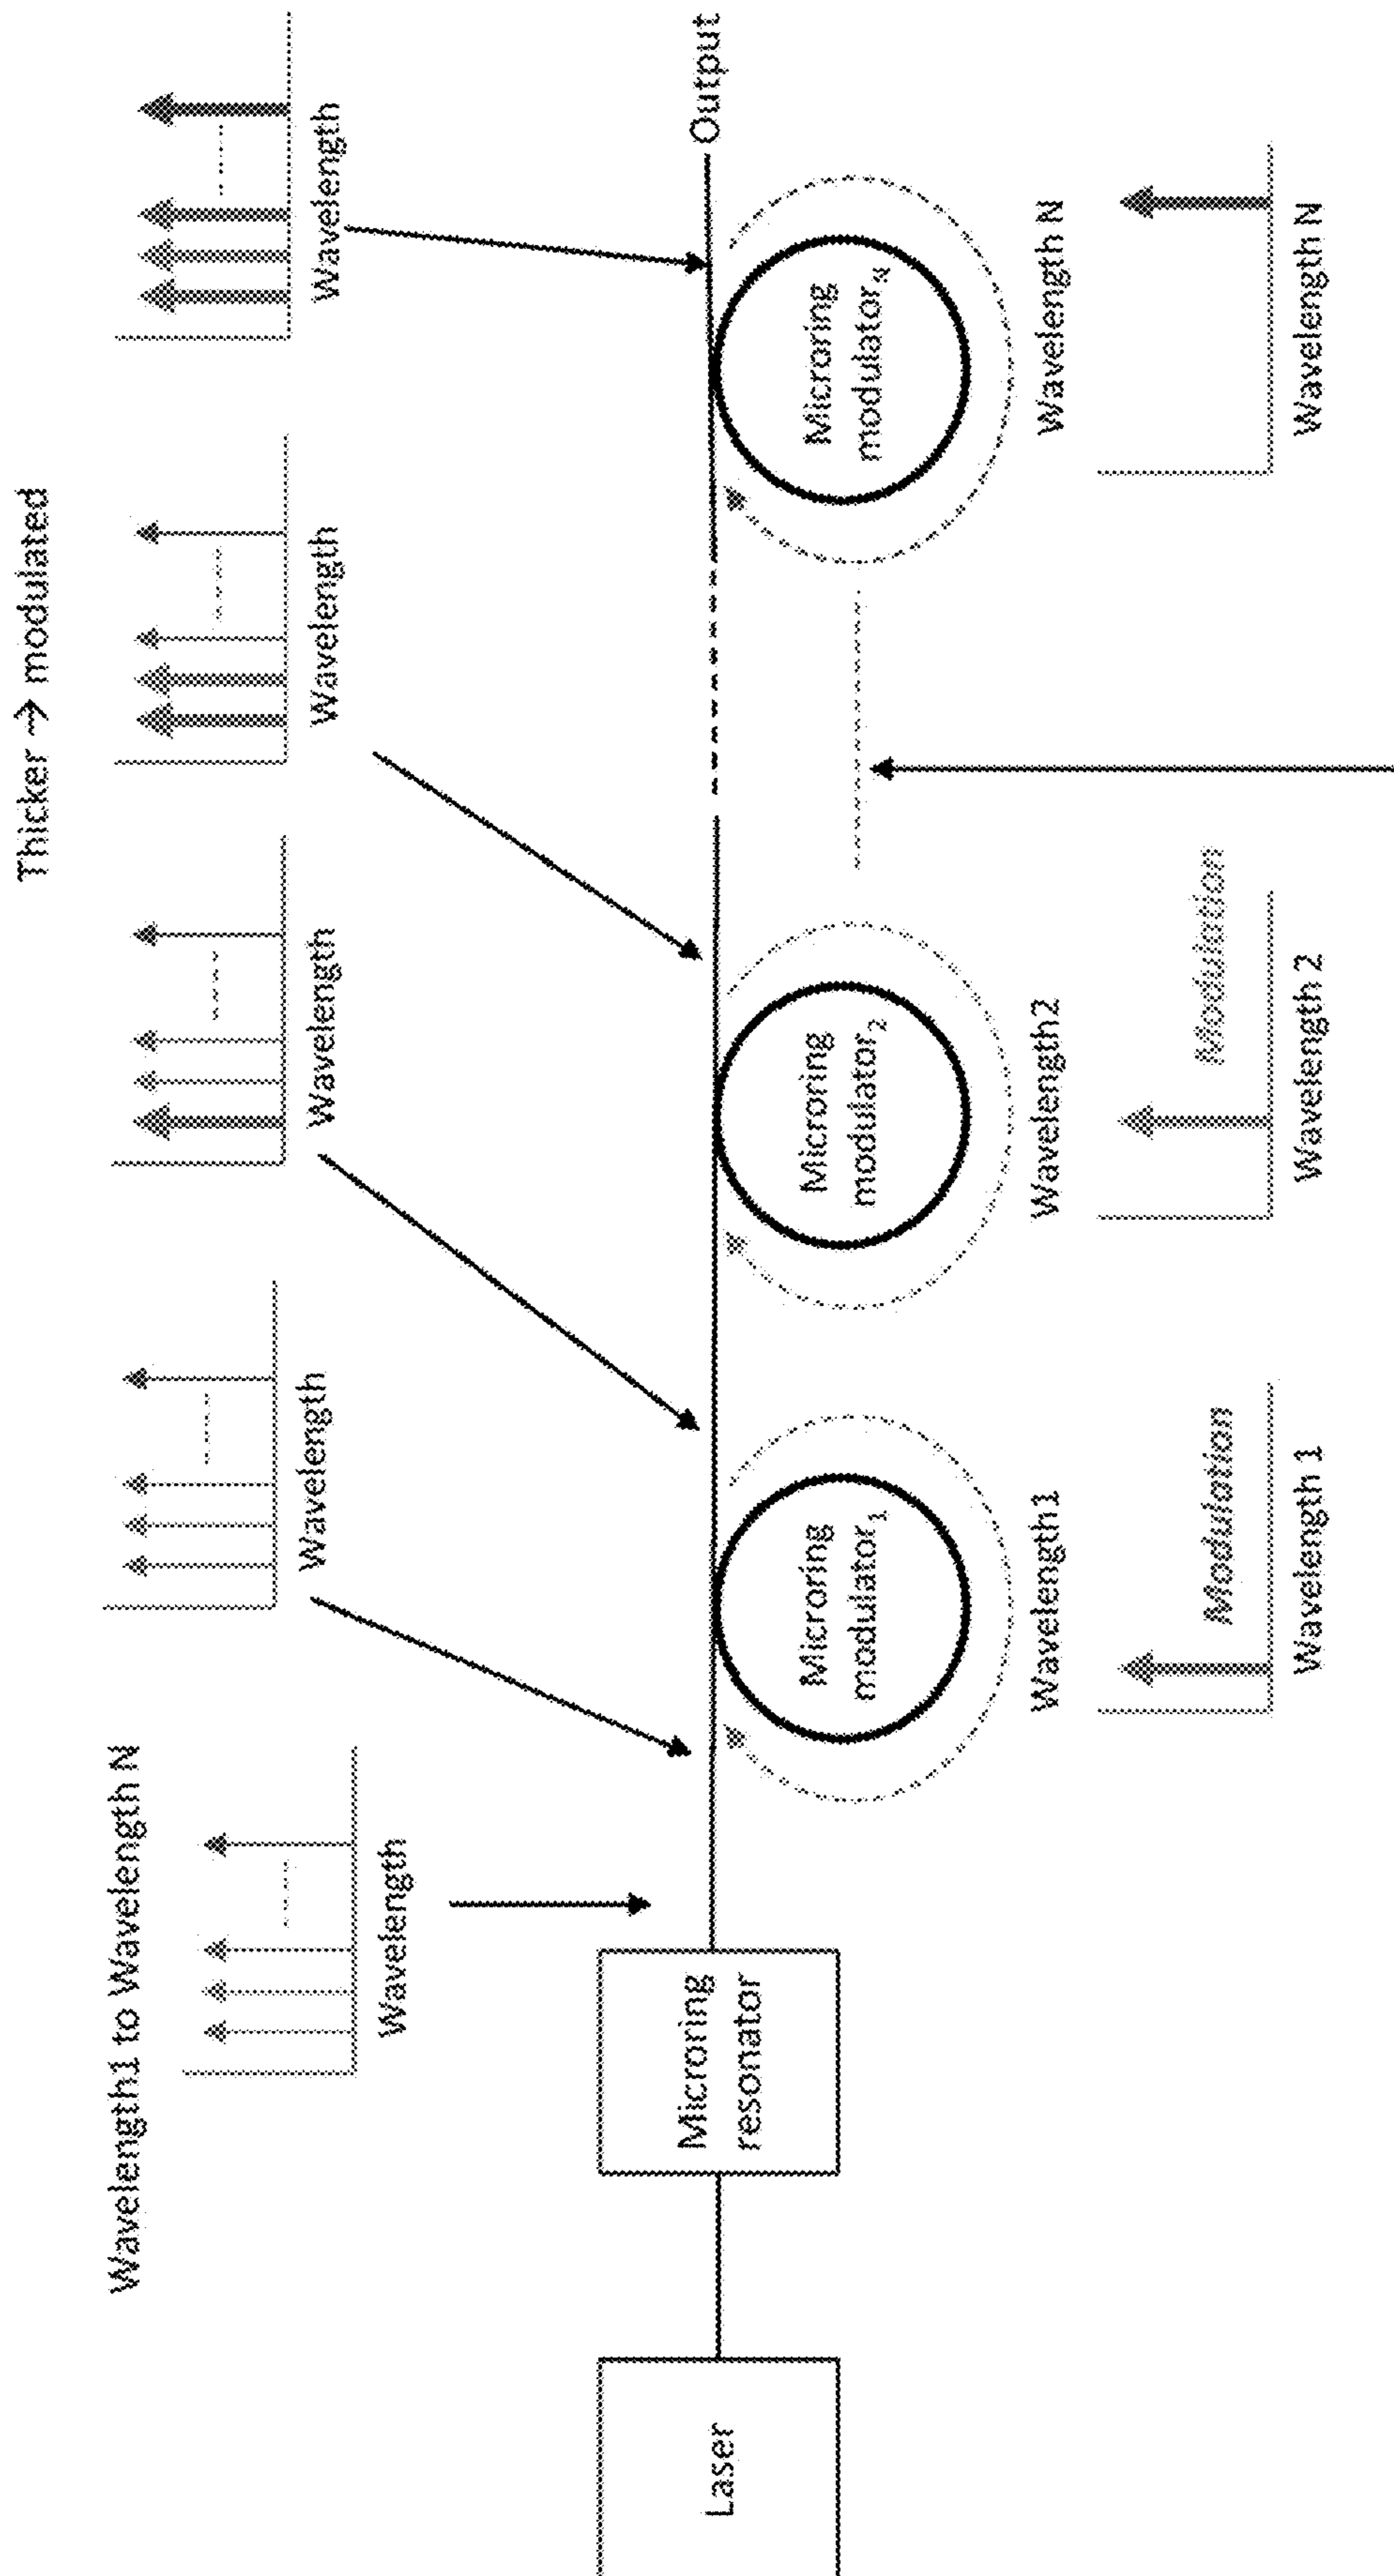 Thicker → modulated
Wavelength1 to Wavelength N
Wavelength
Wavelength
Wavelength
Wavelength
Wavelength
Laser
Microring
resonator
Output
Microring
modulator1
Microring
modulator2
Microring
modulatorN
Wavelength1
Wavelength2
Wavelength N
Modulation
Modulation
Wavelength 1
Wavelength 2
Wavelength N